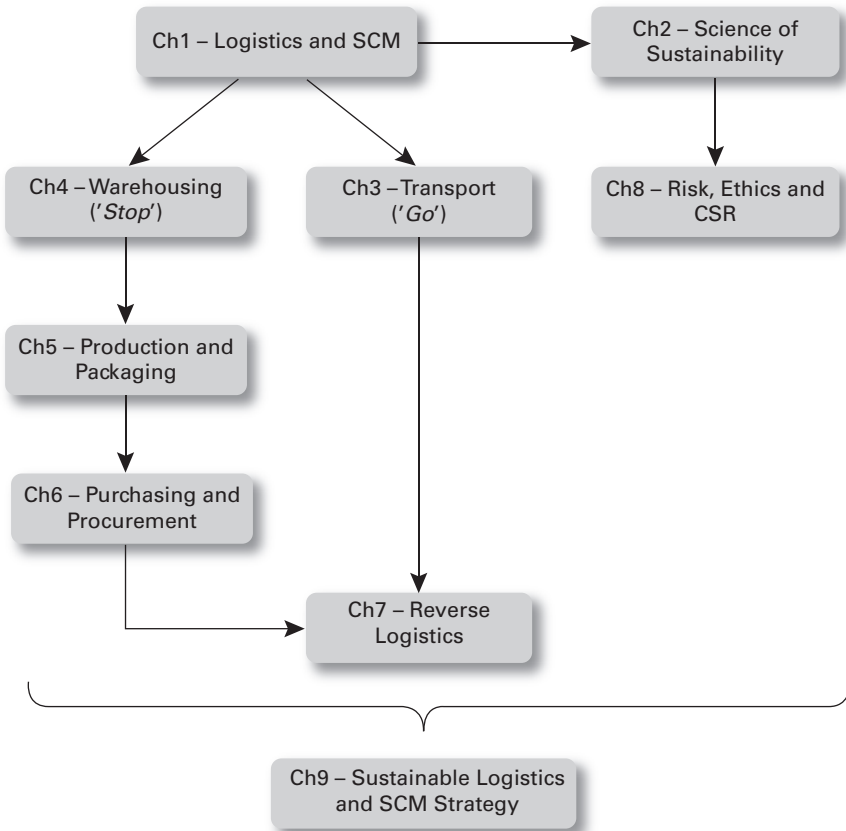 Ch1 – Logistics and SCM
Ch2 – Science of
Sustainability
Ch4 – Warehousing
('Stop')
Ch3 – Transport
('Go')
Ch8 – Risk, Ethics and
CSR
Ch5 – Production and
Packaging
Ch6 – Purchasing and
Procurement
Ch7 – Reverse
Logistics
Ch9 – Sustainable Logistics
and SCM Strategy